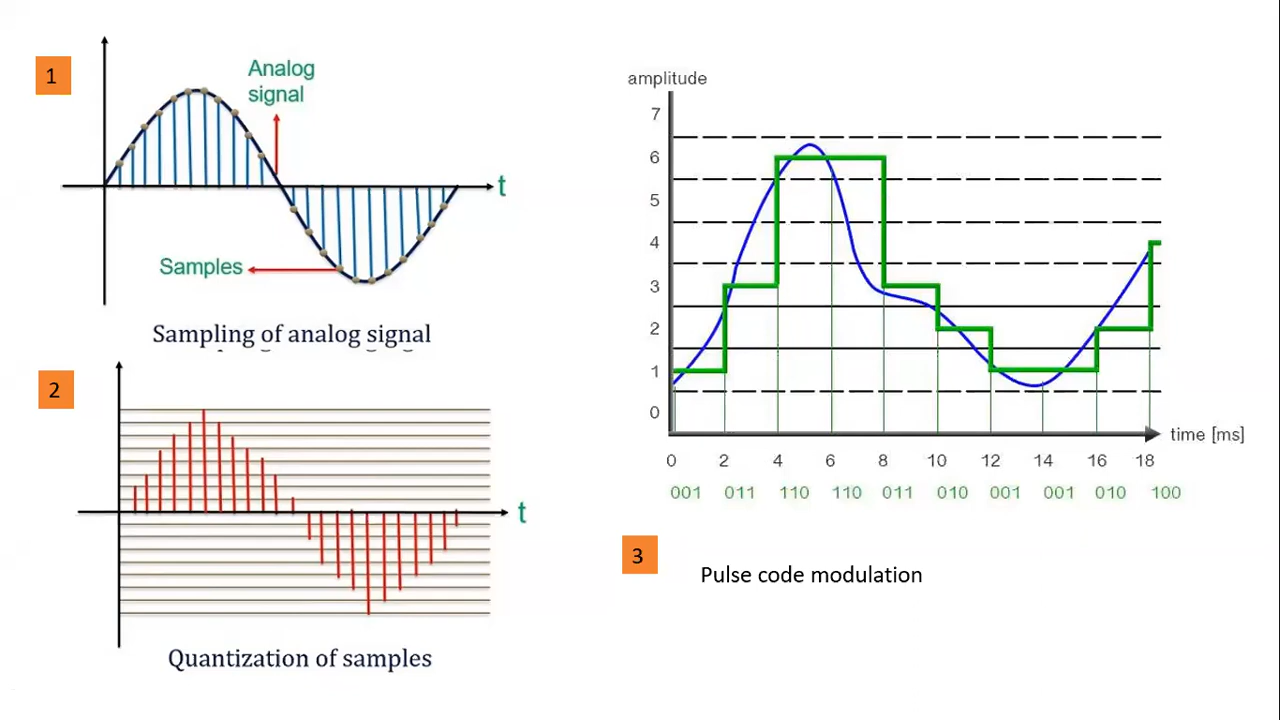 1
Analog
signal
t
Samples
Sampling of analog signal
2
t
Quantization of samples
amplitude
7
6
5
4
3
2
1
0
time [ms]
0 2 4 6 8 10 12 14 16 18
001 011 110 110 011 010 001 001 010 100
3
Pulse code modulation